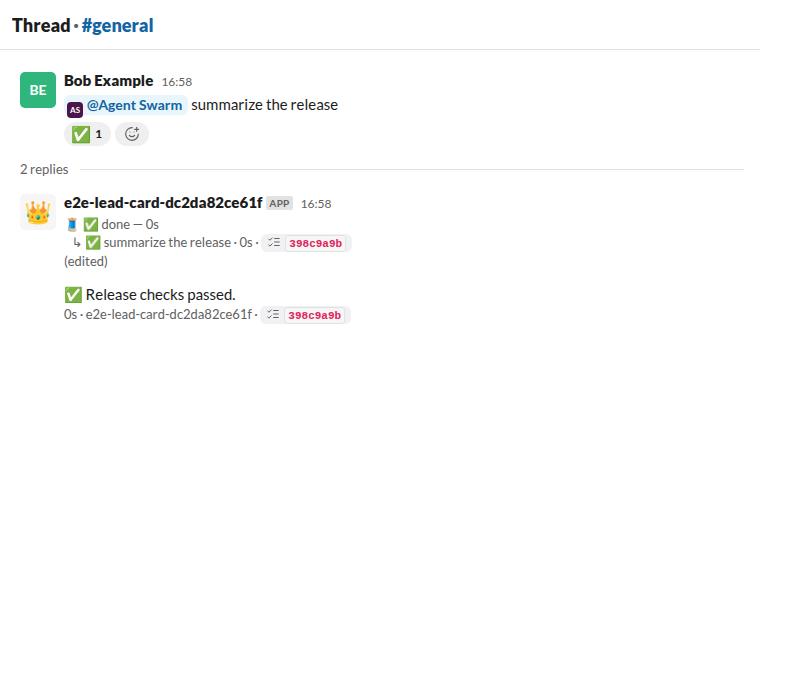 Thread · #general
BE
Bob Example 16:58
AS @Agent Swarm summarize the release
✅ 1
2 replies
e2e-lead-card-dc2da82ce61f APP 16:58
🧵 ✅ done — 0s
↳ ✅ summarize the release · 0s · 398c9a9b
(edited)
✅ Release checks passed.
0s · e2e-lead-card-dc2da82ce61f · 398c9a9b